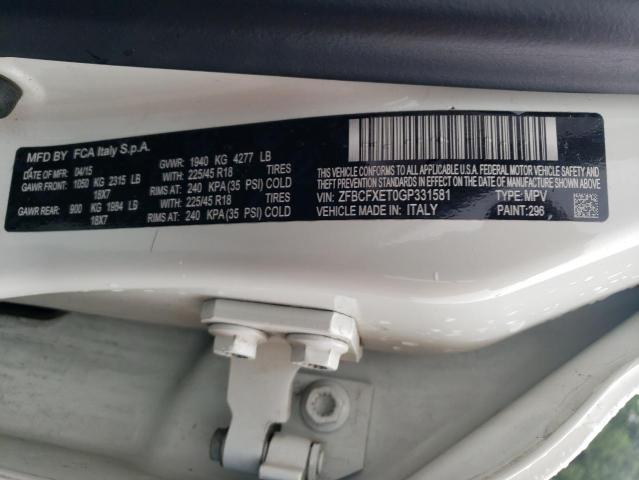 MFD BY FCA Italy S.p.A.
DATE OF MFR 04/15 GVWR: 1940 KG 4277 LB
GAWR FRONT: 1050 KG 2315 LB WITH: 225/45 R18 TIRES
18X7 RIMS AT: 240 KPA(35 PSI) COLD
GAWR REAR: 900 KG 1984 LB WITH: 225/45 R18 TIRES
18X7 RIMS AT: 240 KPA (35 PSI) COLD
THIS VEHICLE CONFORMS TO ALL APPLICABLE U.S.A. FEDERAL MOTOR VEHICLE
SAFETY, BUMPER, AND THEFT PREVENTION STANDARDS IN EFFECT ON THE DATE OF MANUFACTURE SHOWN ABOVE.
VIN: ZFBCFXET0GP331581 TYPE: MPV
VEHICLE MADE IN: ITALY PAINT: 296